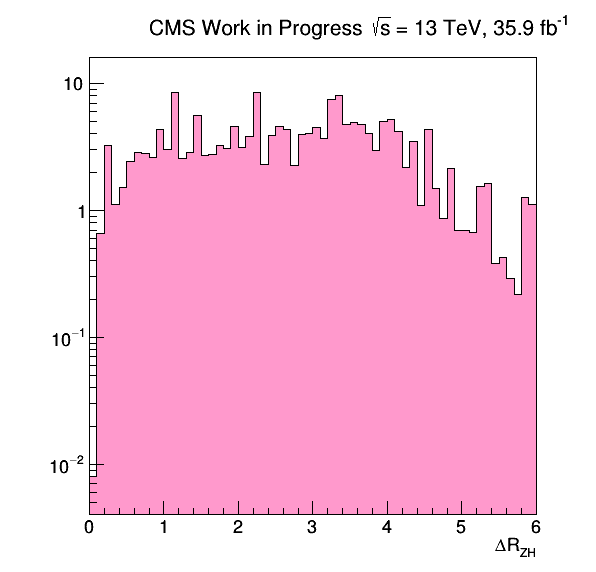 CMS Work in Progress √s = 13 TeV, 35.9 fb⁻¹
10
1
10⁻¹
10⁻²
0 1 2 3 4 5 6
ΔR_ZH